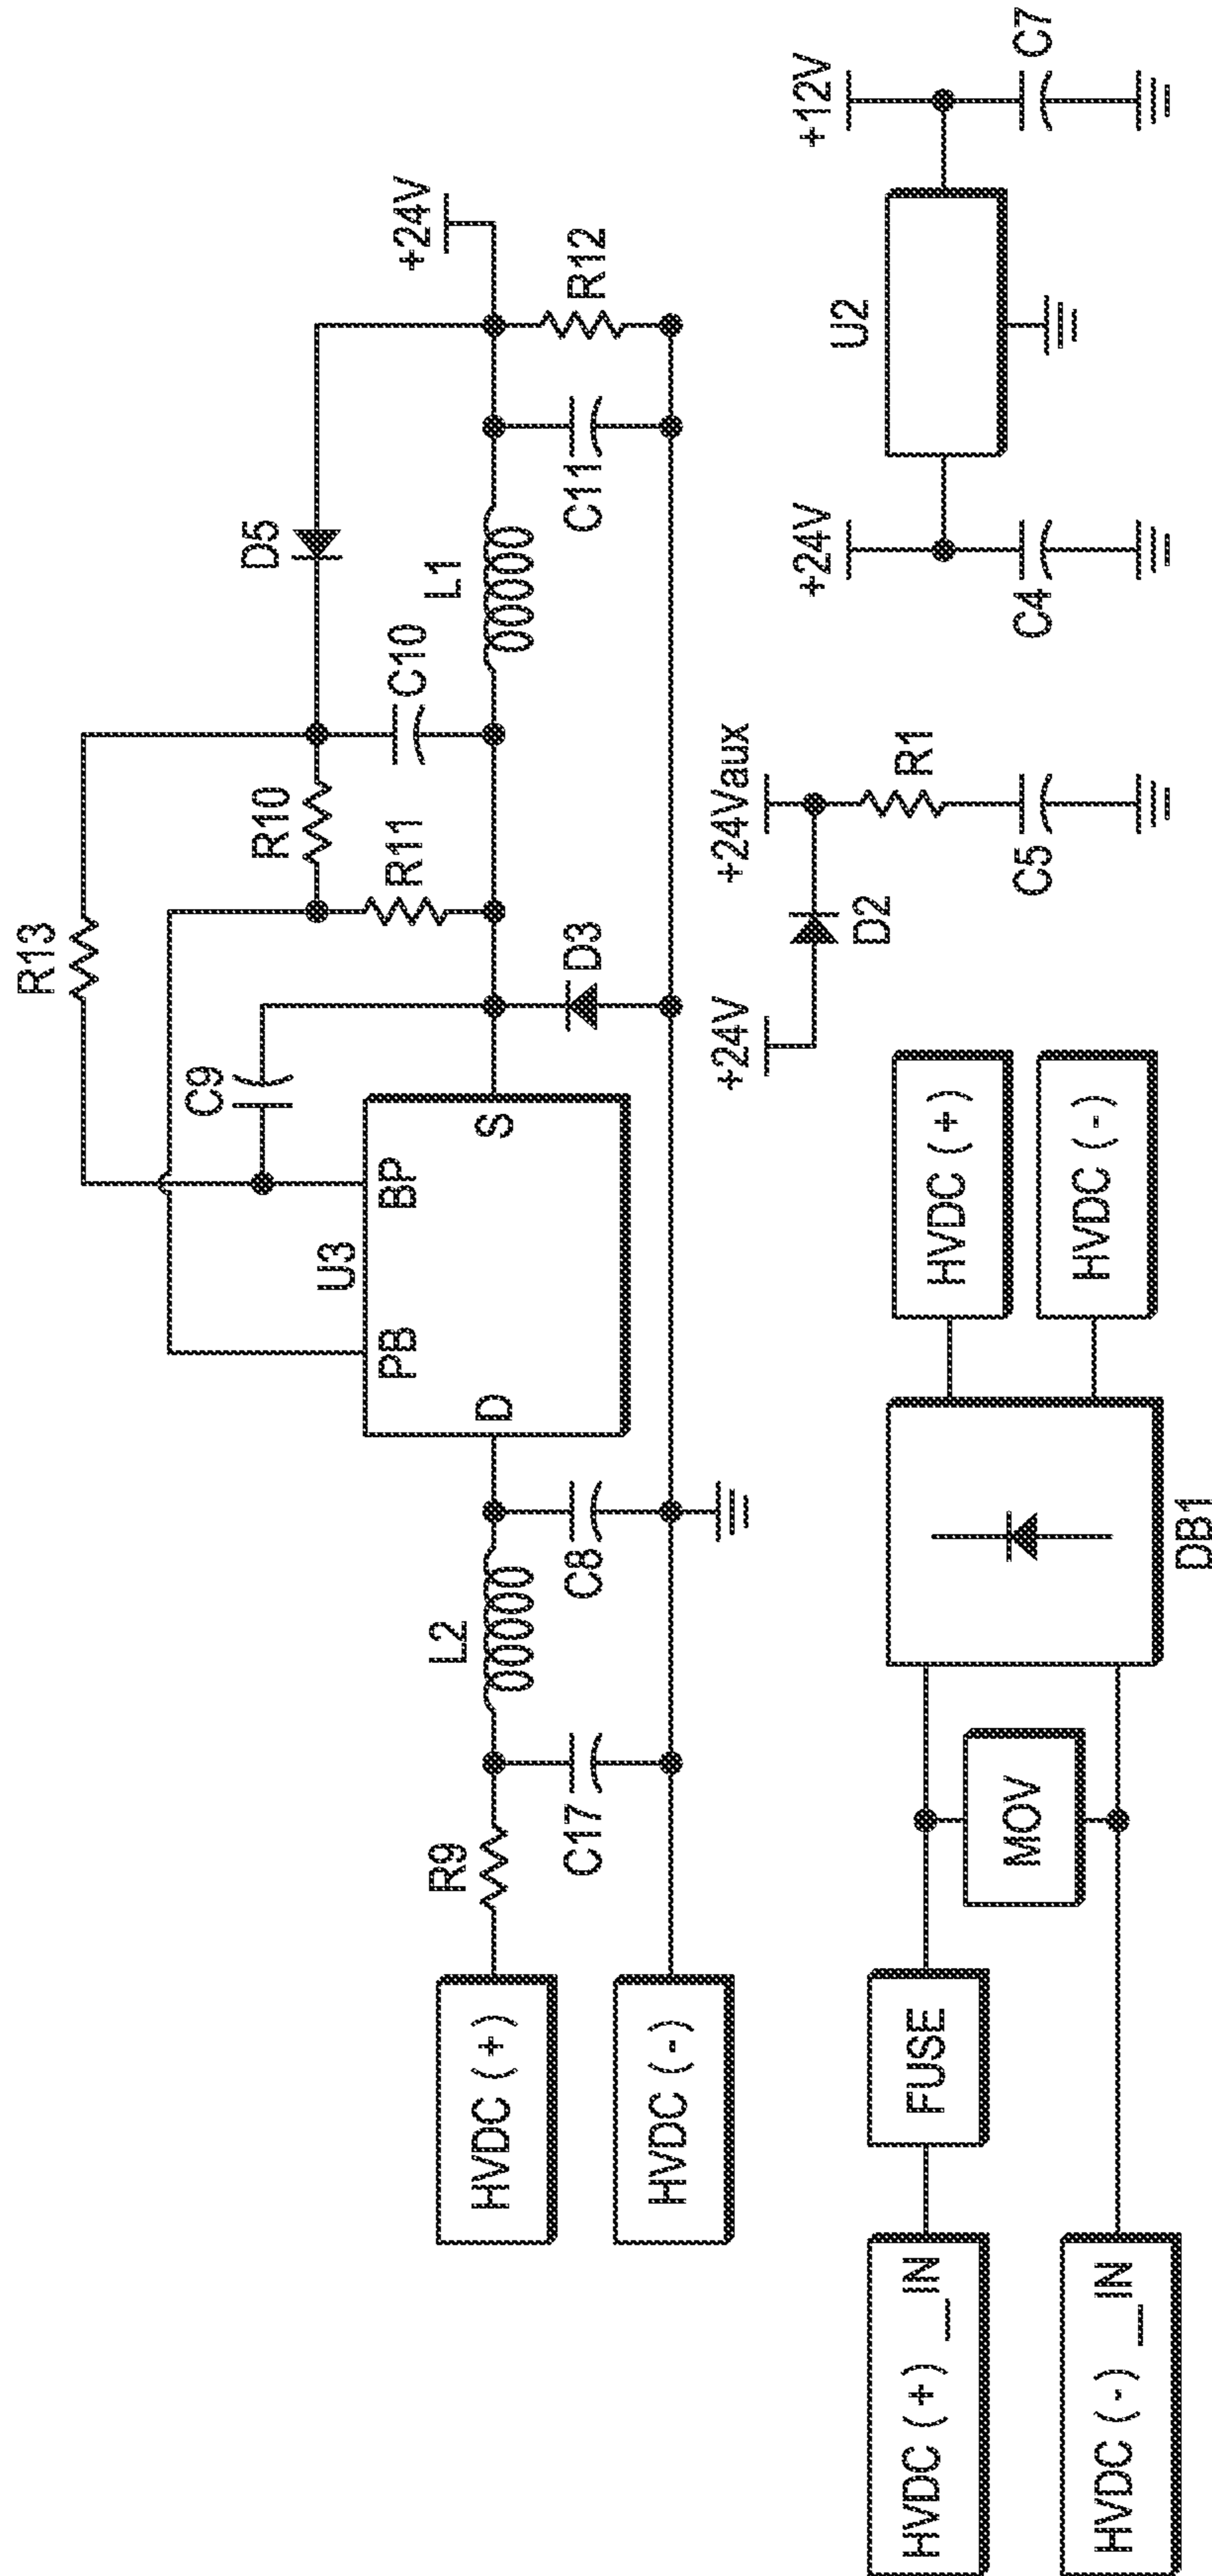 R13
C9
D5
R10
C10
R11
L1
+24V
U3
PB
BP
D
S
R9
L2
C17
C8
D3
C11
R12
HVDC (+)
HVDC (-)
+24V
D2
+24Vaux
R1
C5
+24V
C4
U2
+12V
C7
HVDC (+) _IN
HVDC (-) _IN
FUSE
MOV
DB1
HVDC (+)
HVDC (-)